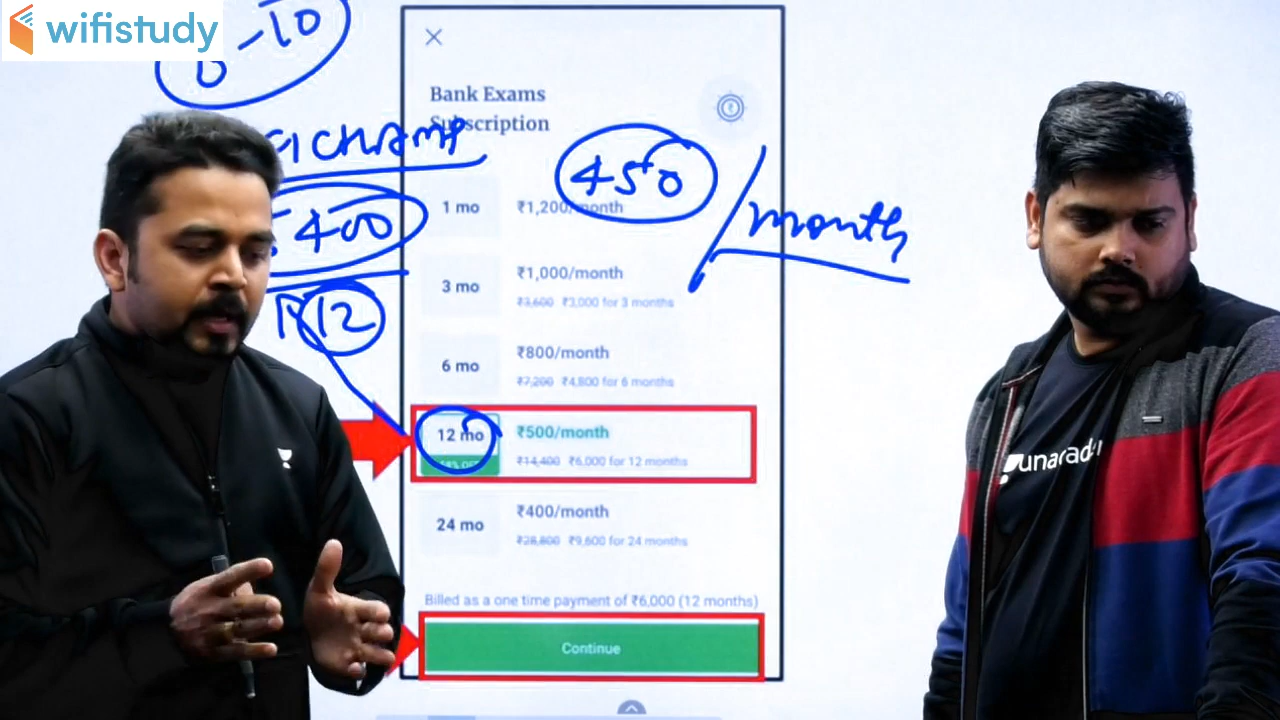 wifistudy
-10
Bank Exams
Subscription
450
/month
1 mo ₹1,200/month
400
3 mo ₹1,000/month
₹3,600 ₹3,000 for 3 months
12
6 mo ₹800/month
₹7,200 ₹4,800 for 6 months
12 mo ₹500/month
₹14,400 ₹6,000 for 12 months
24 mo ₹400/month
₹28,800 ₹9,600 for 24 months
Billed as a one time payment of ₹6,000 (12 months)
Continue